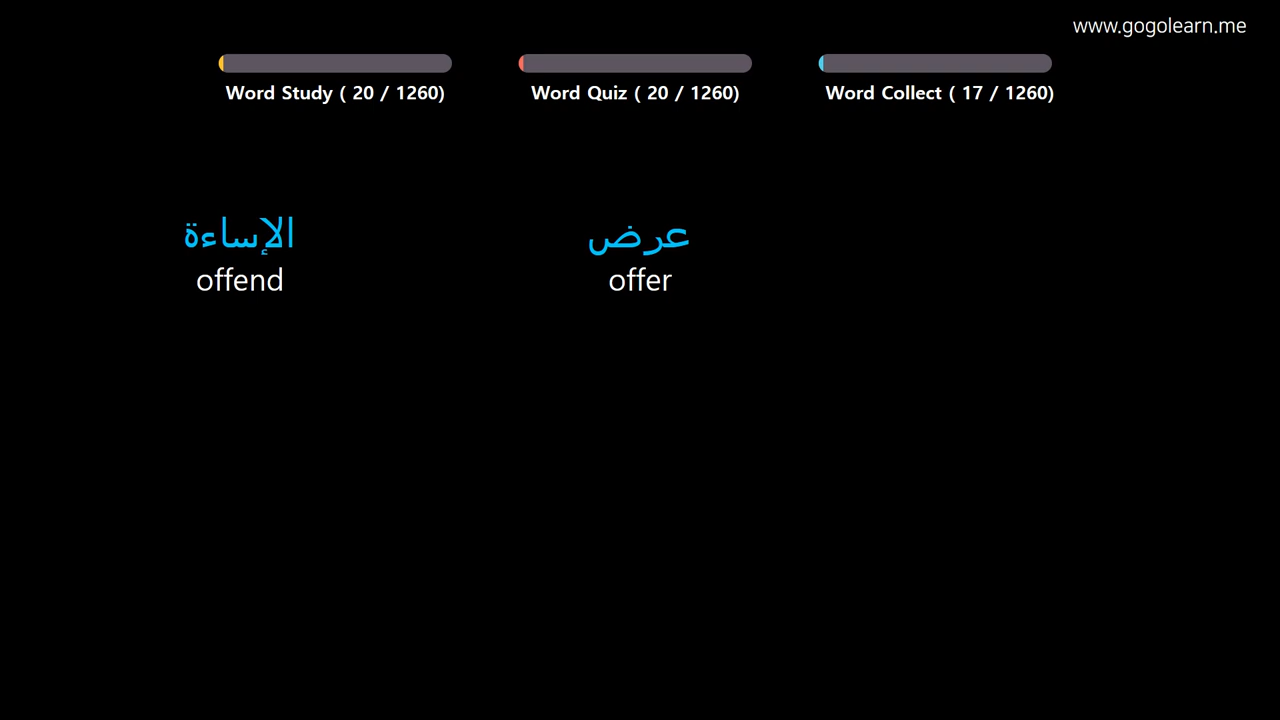 www.gogolearn.me
Word Study ( 20 / 1260)
Word Quiz ( 20 / 1260)
Word Collect ( 17 / 1260)
الإساءة
offend
عرض
offer